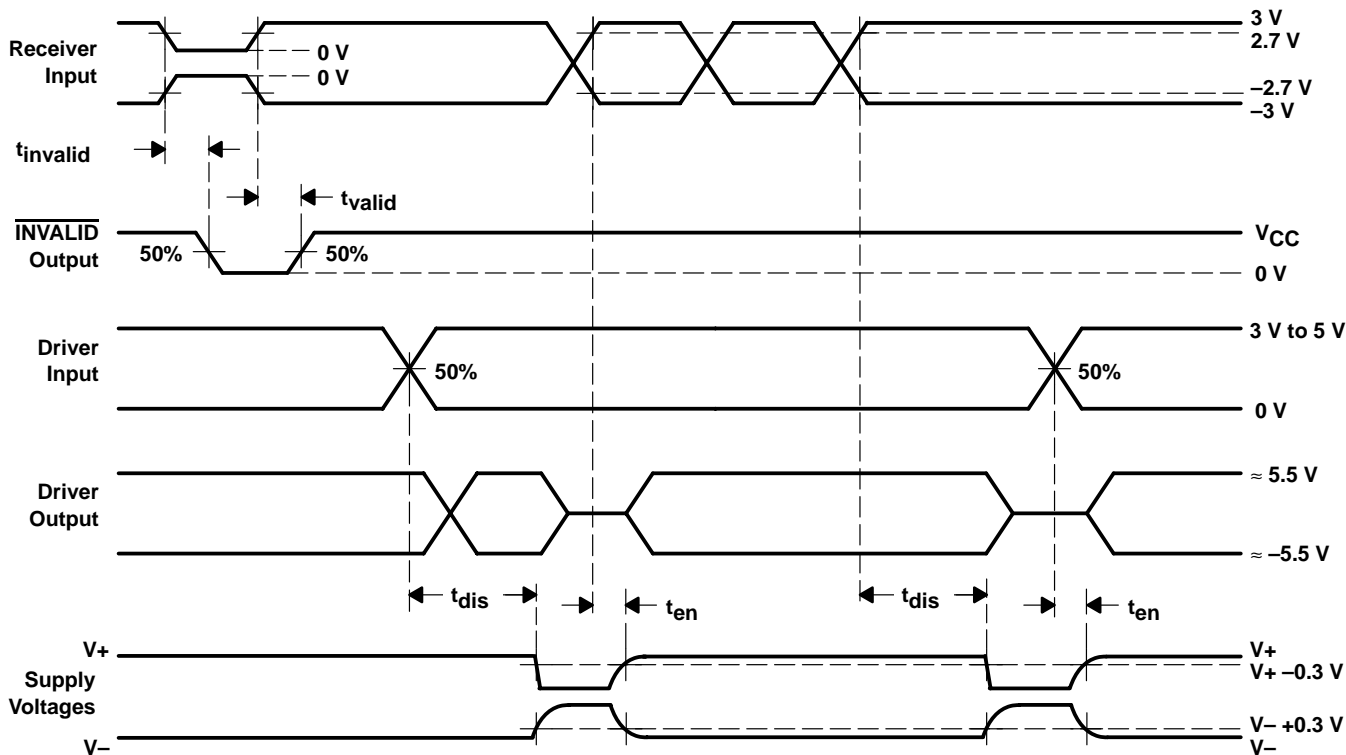 Receiver
Input
3 V
2.7 V
0 V
0 V
–2.7 V
–3 V
tinvalid
tvalid
INVALID
Output
50%
50%
VCC
0 V
Driver
Input
50%
50%
3 V to 5 V
0 V
Driver
Output
≈ 5.5 V
≈ –5.5 V
tdis
ten
tdis
ten
Supply
Voltages
V+
V–
V+
V+ –0.3 V
V– +0.3 V
V–